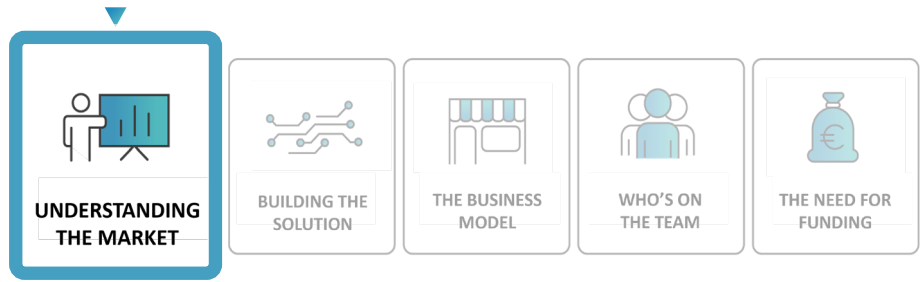 UNDERSTANDING
THE MARKET
BUILDING THE
SOLUTION
THE BUSINESS
MODEL
WHO’S ON
THE TEAM
€
THE NEED FOR
FUNDING